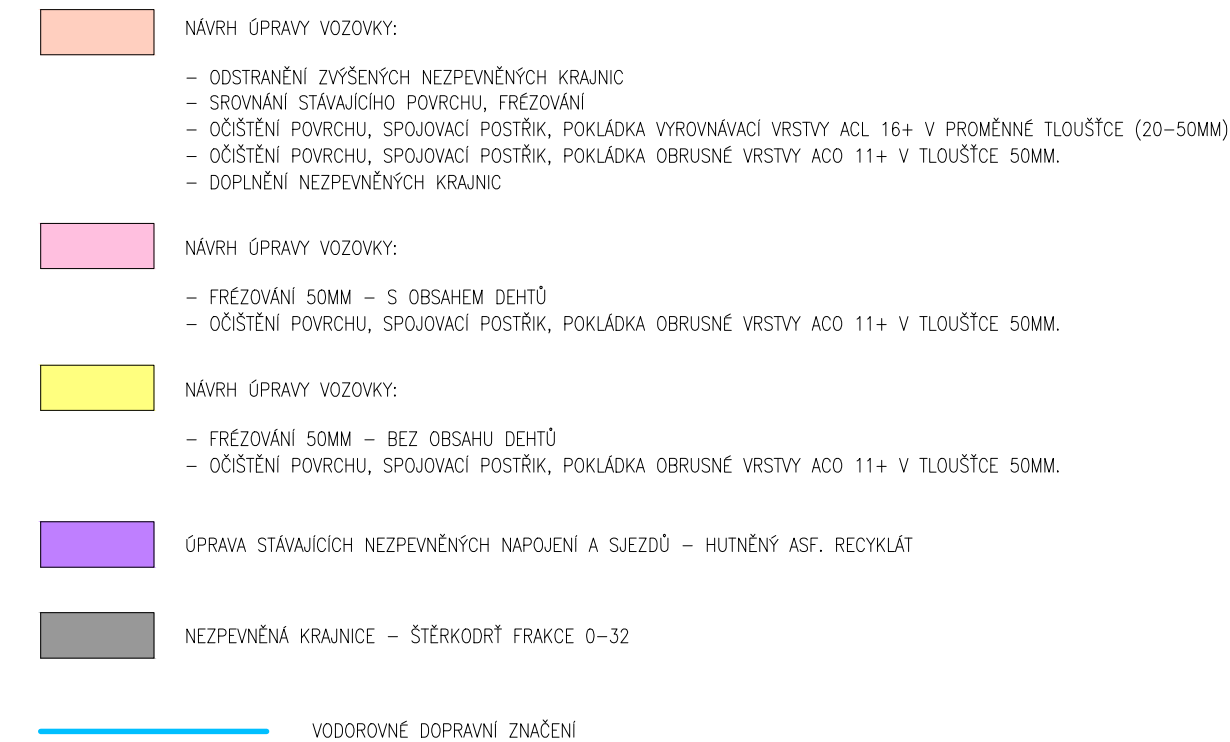 NÁVRH ÚPRAVY VOZOVKY:
– ODSTRANĚNÍ ZVÝŠENÝCH NEZPEVNĚNÝCH KRAJNIC
– SROVNÁNÍ STÁVAJÍCÍHO POVRCHU, FRÉZOVÁNÍ
– OČIŠTĚNÍ POVRCHU, SPOJOVACÍ POSTŘIK, POKLÁDKA VYROVNÁVACÍ VRSTVY ACL 16+ V PROMĚNNÉ TLOUŠŤCE (20–50MM)
– OČIŠTĚNÍ POVRCHU, SPOJOVACÍ POSTŘIK, POKLÁDKA OBRUSNÉ VRSTVY ACO 11+ V TLOUŠŤCE 50MM.
– DOPLNĚNÍ NEZPEVNĚNÝCH KRAJNIC
NÁVRH ÚPRAVY VOZOVKY:
– FRÉZOVÁNÍ 50MM – S OBSAHEM DEHTŮ
– OČIŠTĚNÍ POVRCHU, SPOJOVACÍ POSTŘIK, POKLÁDKA OBRUSNÉ VRSTVY ACO 11+ V TLOUŠŤCE 50MM.
NÁVRH ÚPRAVY VOZOVKY:
– FRÉZOVÁNÍ 50MM – BEZ OBSAHU DEHTŮ
– OČIŠTĚNÍ POVRCHU, SPOJOVACÍ POSTŘIK, POKLÁDKA OBRUSNÉ VRSTVY ACO 11+ V TLOUŠŤCE 50MM.
ÚPRAVA STÁVAJÍCÍCH NEZPEVNĚNÝCH NAPOJENÍ A SJEZDŮ – HUTNĚNÝ ASF. RECYKLÁT
NEZPEVNĚNÁ KRAJNICE – ŠTĚRKODRŤ FRAKCE 0–32
VODOROVNÉ DOPRAVNÍ ZNAČENÍ